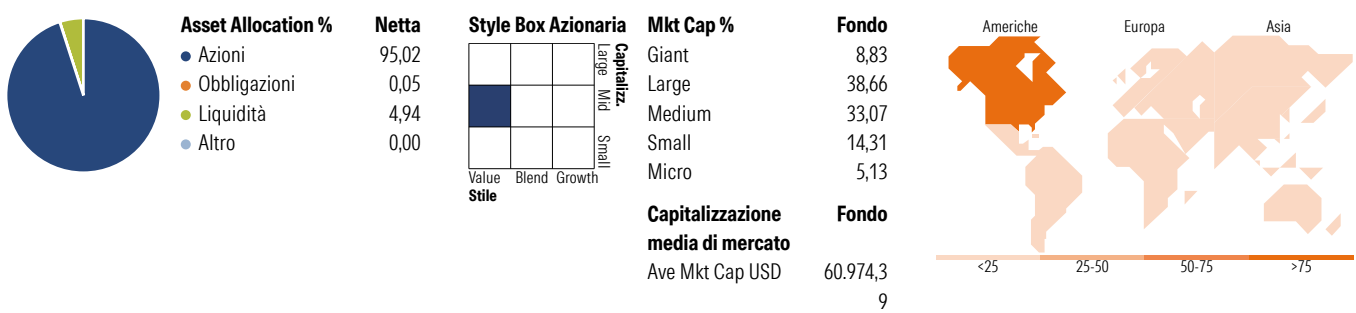 Asset Allocation % Netta
Azioni 95,02
Obbligazioni 0,05
Liquidità 4,94
Altro 0,00
Style Box Azionaria
Large
Mid
Small
Capitalizz.
Value Blend Growth
Stile
Mkt Cap % Fondo
Giant 8,83
Large 38,66
Medium 33,07
Small 14,31
Micro 5,13
Capitalizzazione Fondo
media di mercato
Ave Mkt Cap USD 60.974,3
9
Americhe Europa Asia
<25 25-50 50-75 >75